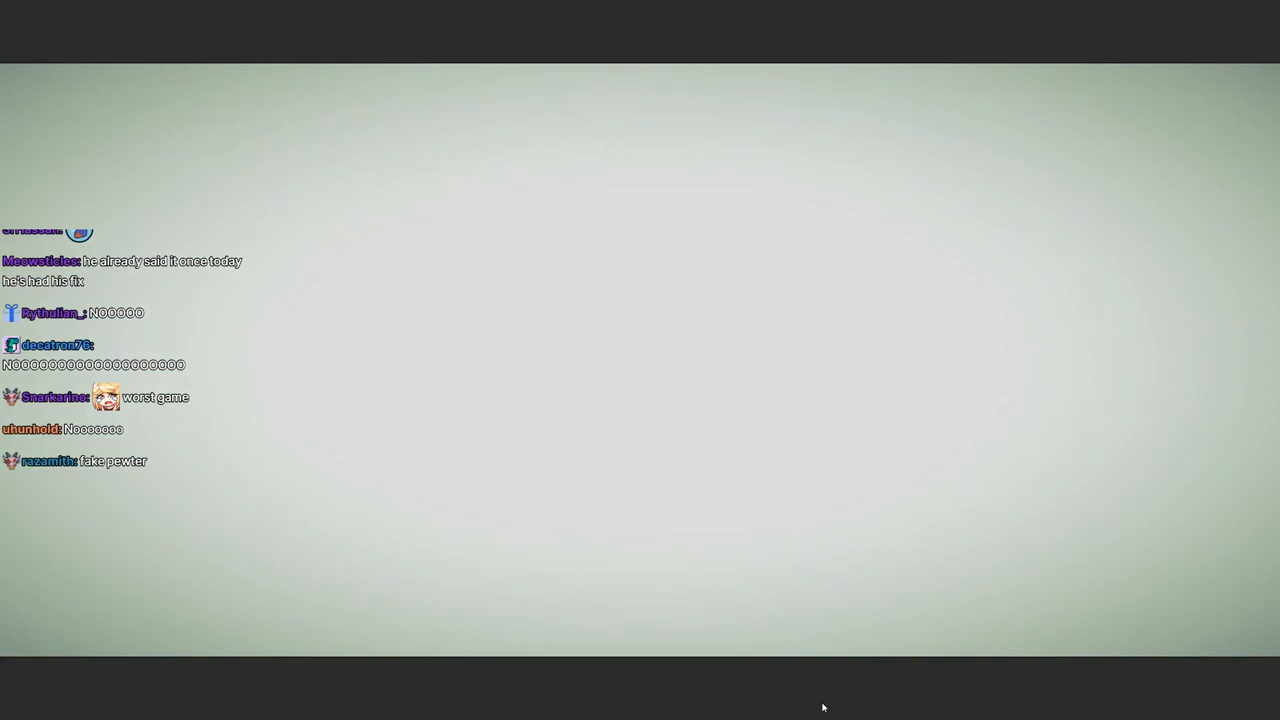 Meowsticles: he already said it once today
he's had his fix
Rythulian_: NOOOOO
decatron76:
NOOOOOOOOOOOOOOOOOOO
Snarkarino: worst game
uhunhold: Nooooooo
razamith: fake pewter